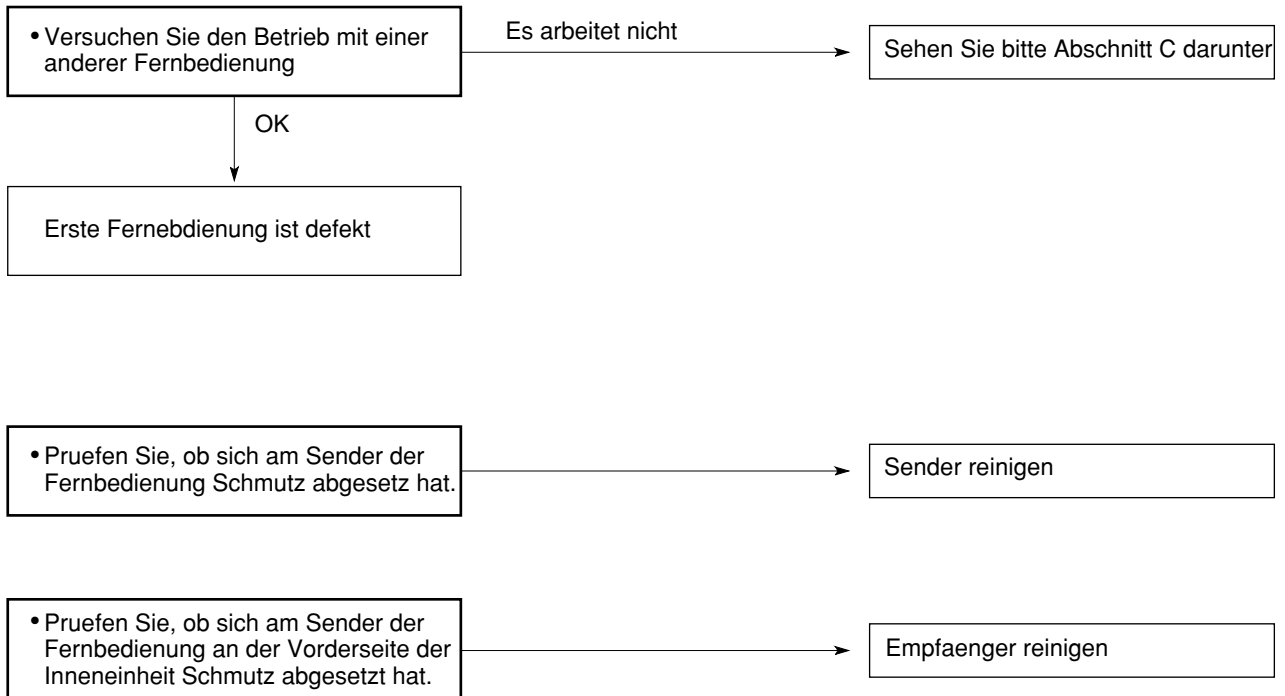 • Versuchen Sie den Betrieb mit einer
anderer Fernbedienung
Es arbeitet nicht
Sehen Sie bitte Abschnitt C darunter
OK
Erste Fernebdienung ist defekt
• Pruefen Sie, ob sich am Sender der
Fernbedienung Schmutz abgesetz hat.
Sender reinigen
• Pruefen Sie, ob sich am Sender der
Fernbedienung an der Vorderseite der
Inneneinheit Schmutz abgesetzt hat.
Empfaenger reinigen